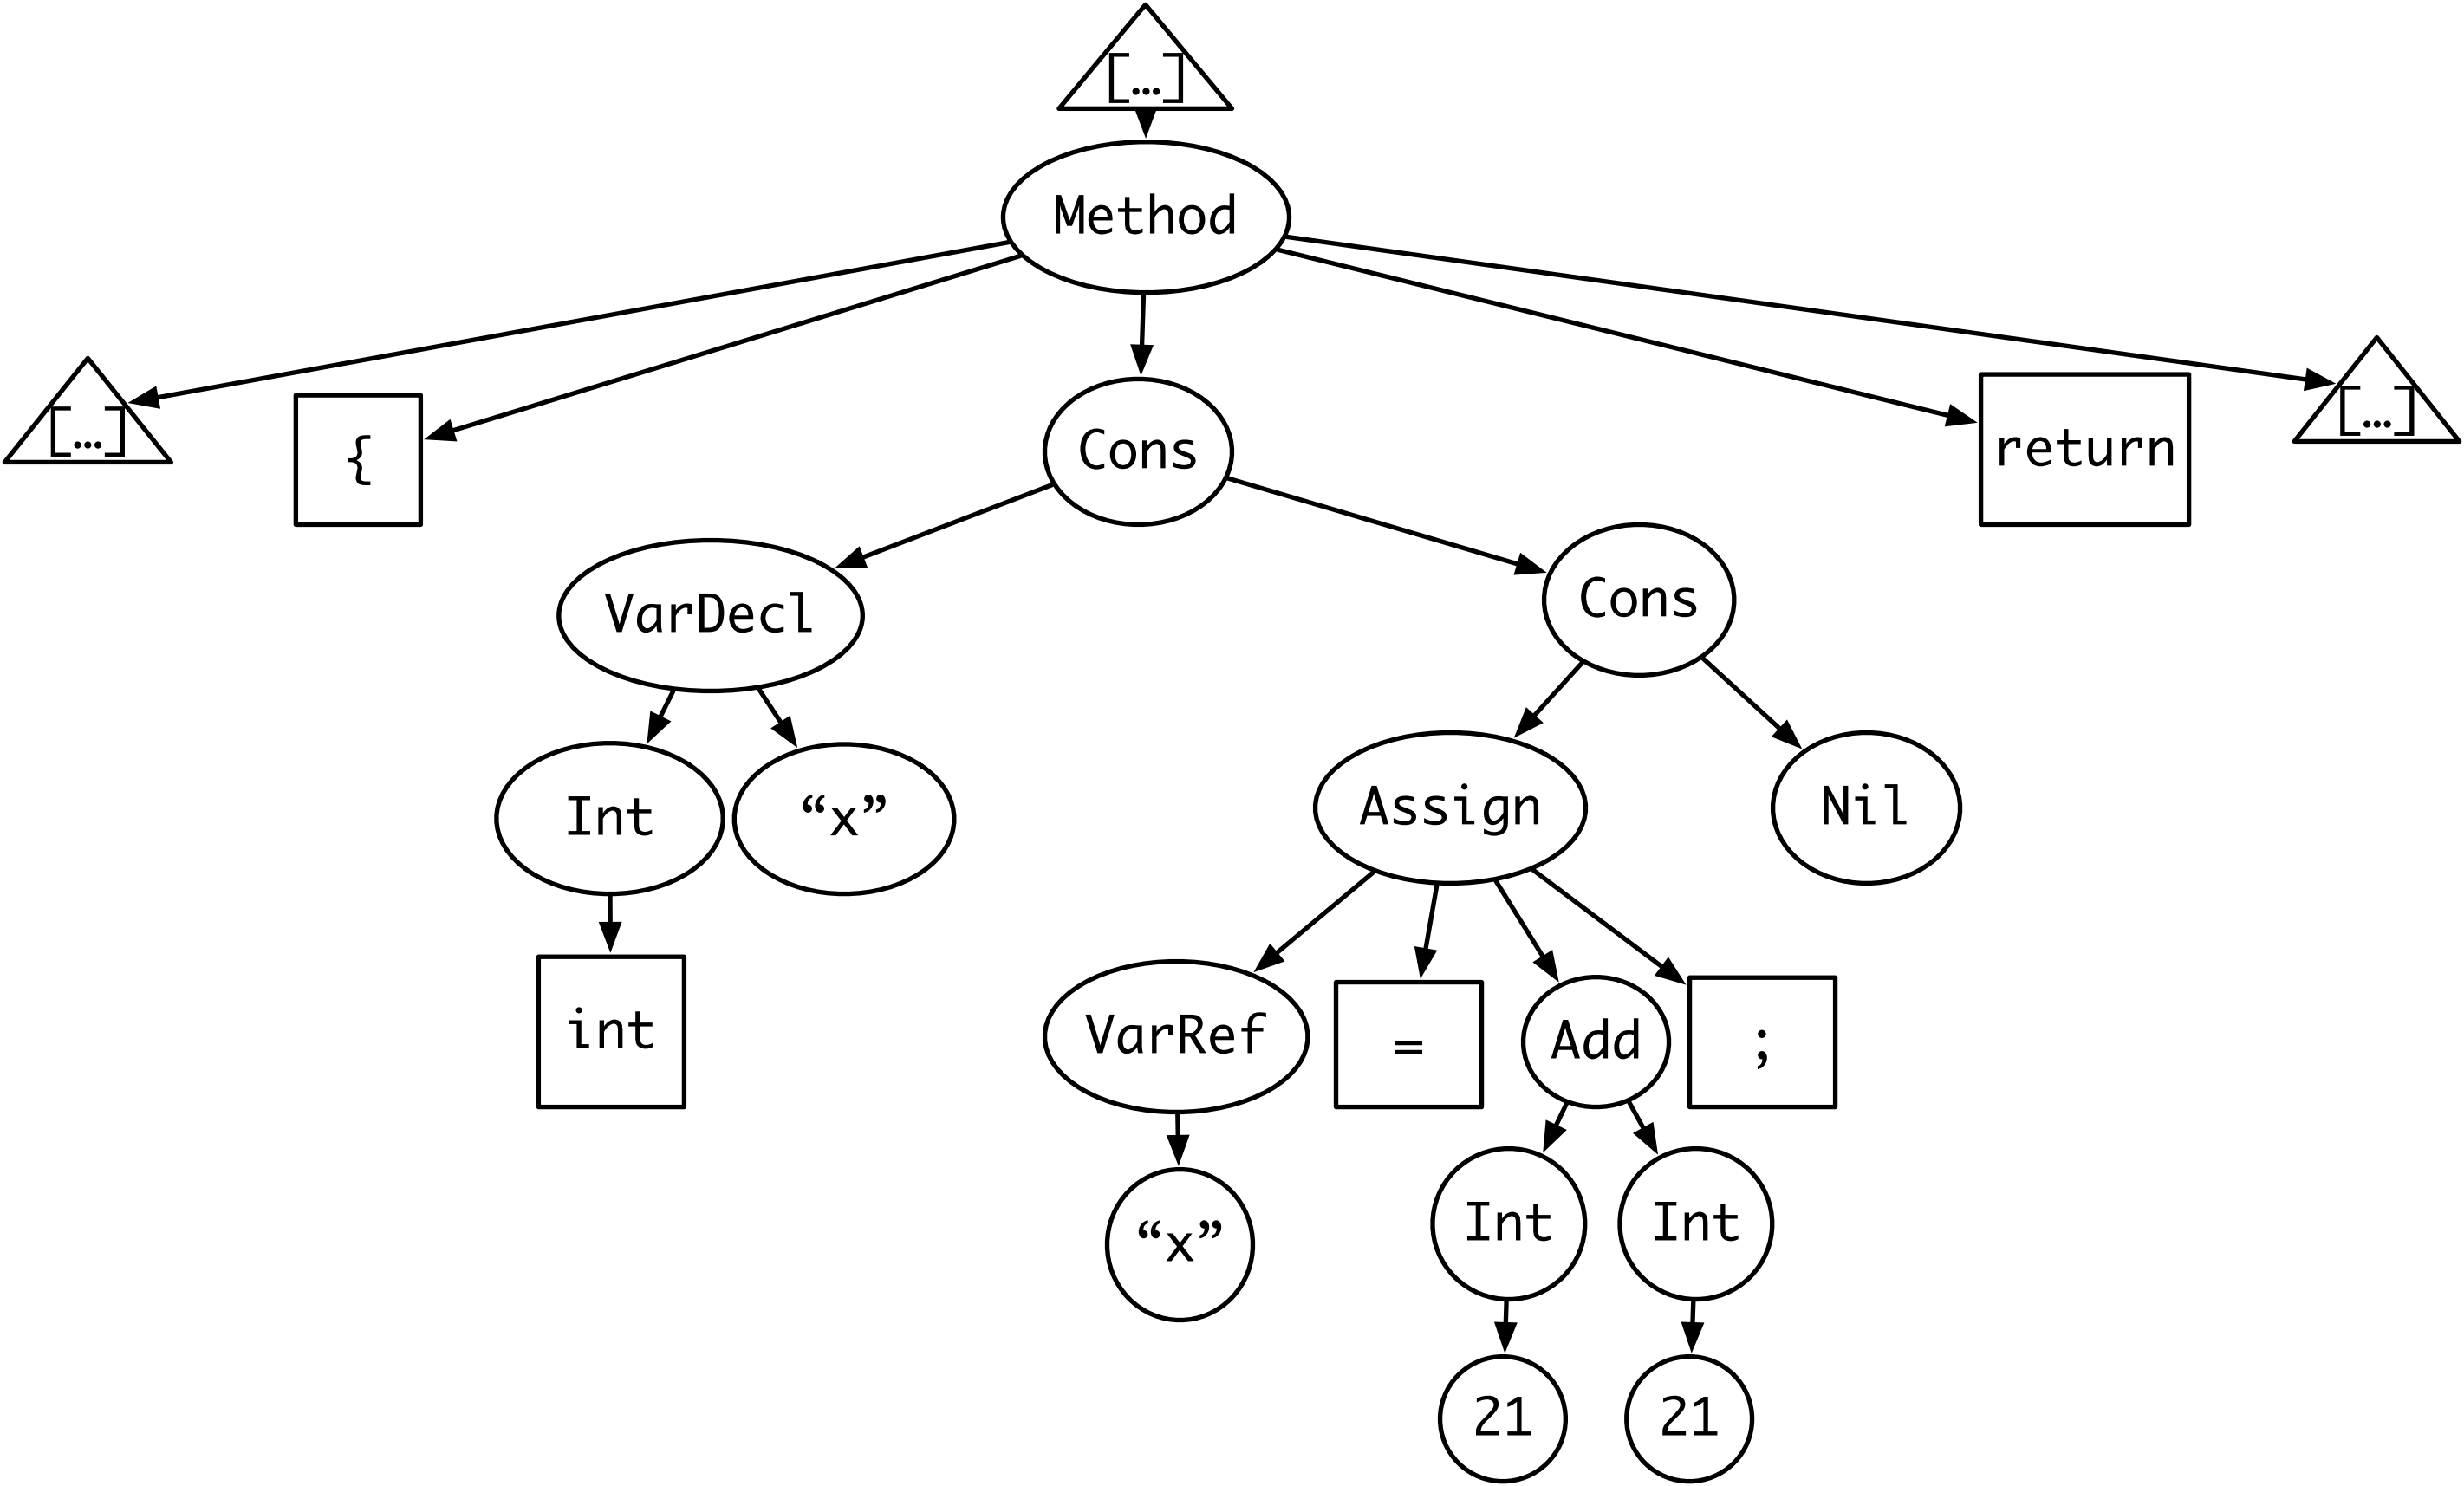 […]
Method
[…]
{
Cons
return
[…]
VarDecl
Cons
Int
“x”
Assign
Nil
int
VarRef
=
Add
;
“x”
Int
Int
21
21